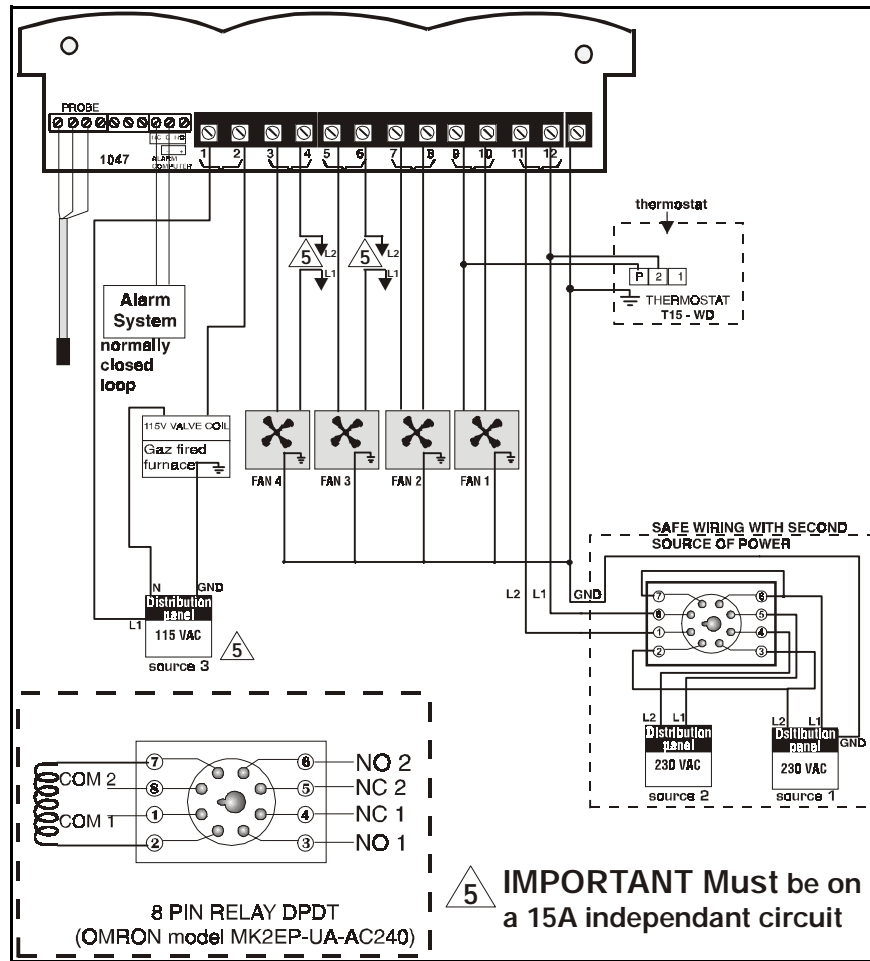 PROBE
1047
N/C C N/O
ALARM
COMPUTER
- +
1 2 3 4 5 6 7 8 9 10 11 12
thermostat
P 2 1
THERMOSTAT
T15 - WD
5 L2
L1
5 L2
L1
Alarm
System
normally
closed
loop
115V VALVE COIL
Gaz fired
furnace
FAN 4 FAN 3 FAN 2 FAN 1
N GND
L1
Distribution
panel
115 VAC
source 3
5
L2 L1 GND
SAFE WIRING WITH SECOND
SOURCE OF POWER
7 6
8 5
1 4
2 3
L2 L1
Distribution
panel
230 VAC
source 2
L2 L1
GND
Dsitibution
panel
230 VAC
source 1
7 6 NO 2
COM 2 8 5 NC 2
COM 1 1 4 NC 1
2 3 NO 1
8 PIN RELAY DPDT
(OMRON model MK2EP-UA-AC240)
5 IMPORTANT Must be on
a 15A independant circuit